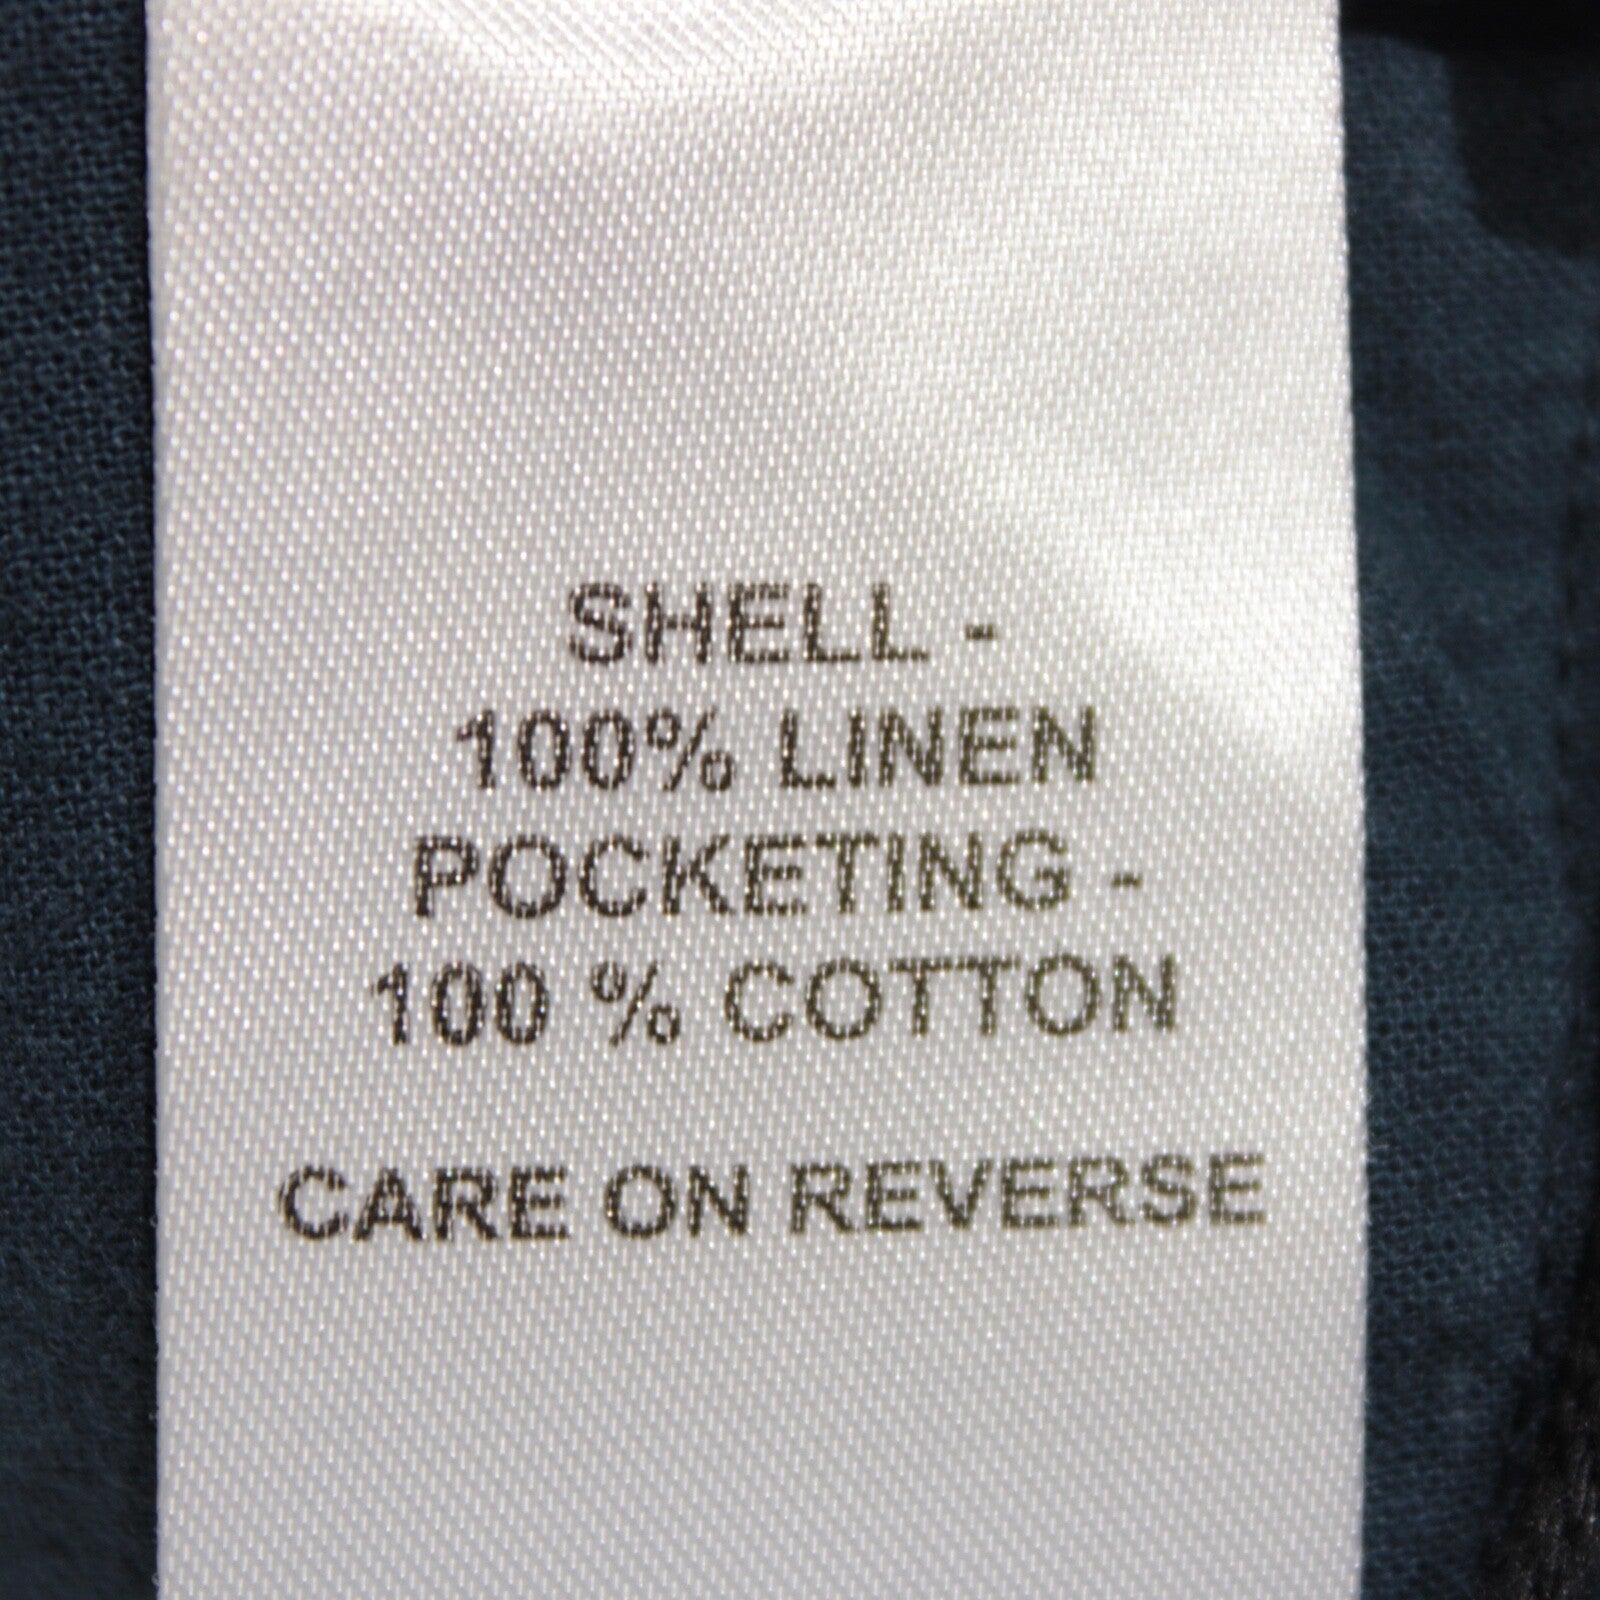 SHELL -
100% LINEN
POCKETING -
100 % COTTON
CARE ON REVERSE